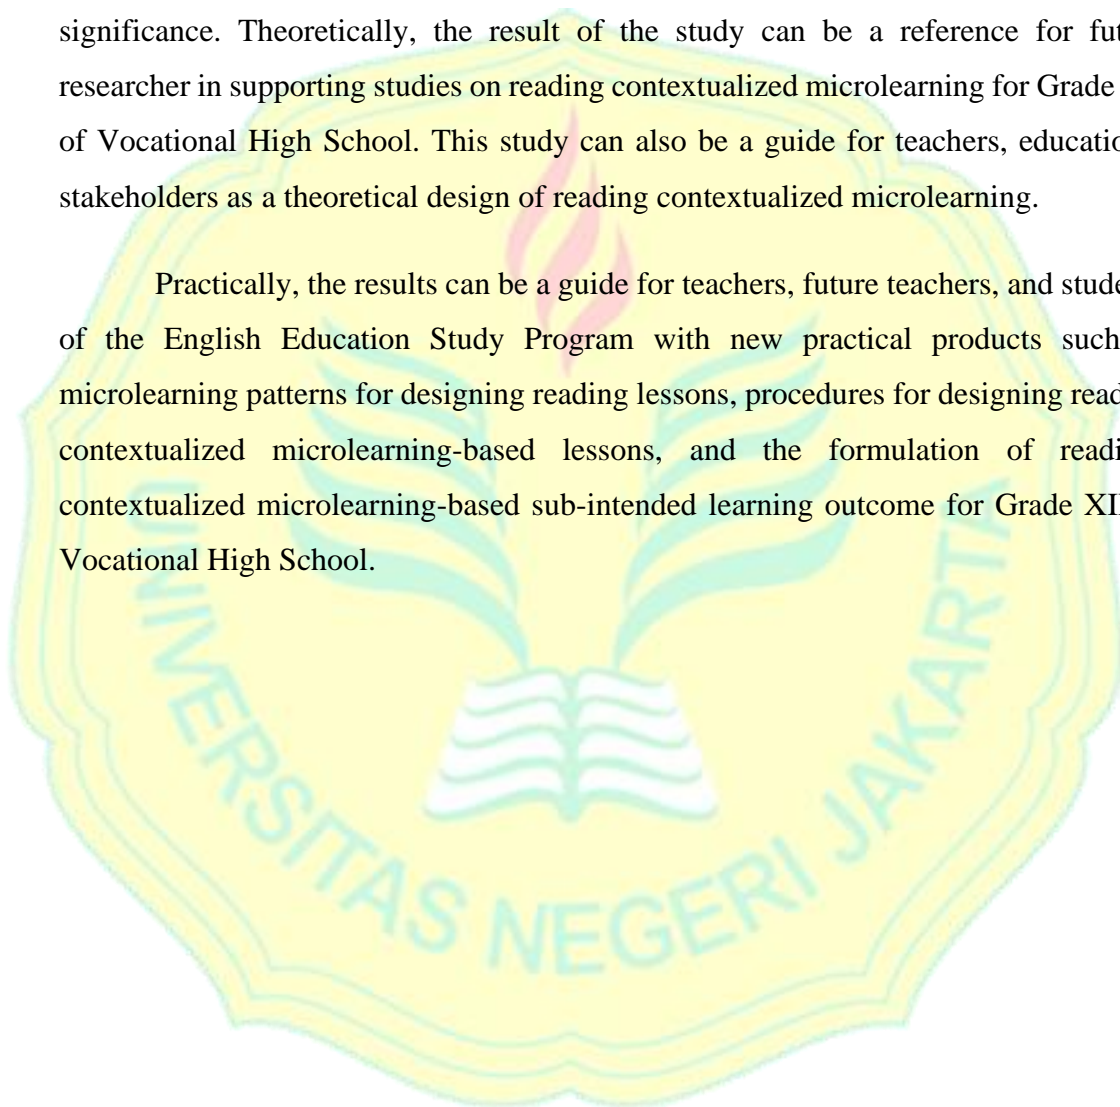 significance. Theoretically, the result of the study can be a reference for fut
researcher in supporting studies on reading contextualized microlearning for Grade
of Vocational High School. This study can also be a guide for teachers, educatio
stakeholders as a theoretical design of reading contextualized microlearning.
Practically, the results can be a guide for teachers, future teachers, and stude
of the English Education Study Program with new practical products such
microlearning patterns for designing reading lessons, procedures for designing read
contextualized microlearning-based lessons, and the formulation of readi
contextualized microlearning-based sub-intended learning outcome for Grade XI
Vocational High School.
UNIVERSITAS NEGERI JAKARTA